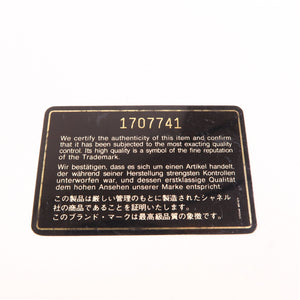 1707741
We certify the authenticity of this item and confirm
that it has been subjected to the most exacting quality
control. Its high quality is a symbol of the fine reputation
of the Trademark.
Wir bestätigen, dass es sich um einen Artikel handelt,
der während seiner Herstellung strengsten Kontrollen
unterworfen war, und dessen erstklassige Qualität
dem hohen Ansehen unserer Marke entspricht.
この製品は厳しい管理のもとに製造されたシャネル
社の商品であることを証明いたします。
このブランド・マークは最高級品質の象徴です。